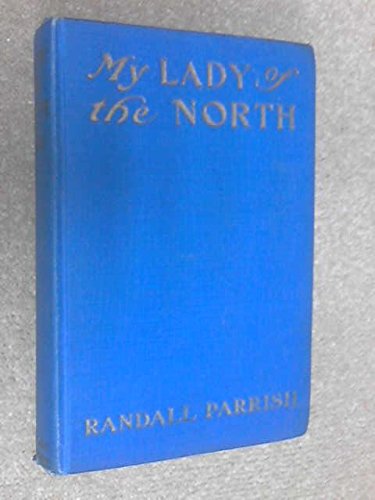 My LADY of
the NORTH
RANDALL PARRISH